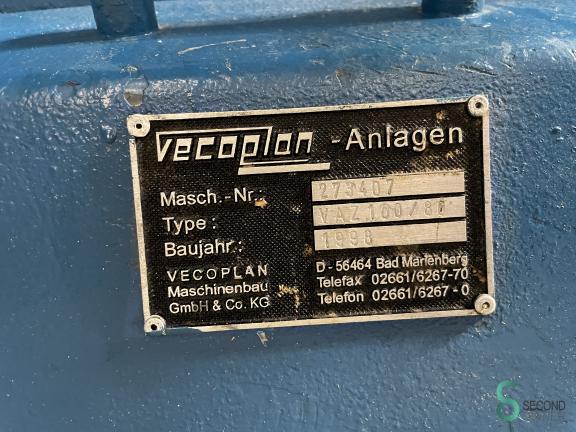 vecoplan -Anlagen
Masch.-Nr.: 273407
Type: VAZ 160/8
Baujahr.: 1998
VECOPLAN
Maschinenbau
GmbH & Co. KG
D - 56464 Bad Marienberg
Telefax 02661/6267-70
Telefon 02661/6267 - 0
SECOND